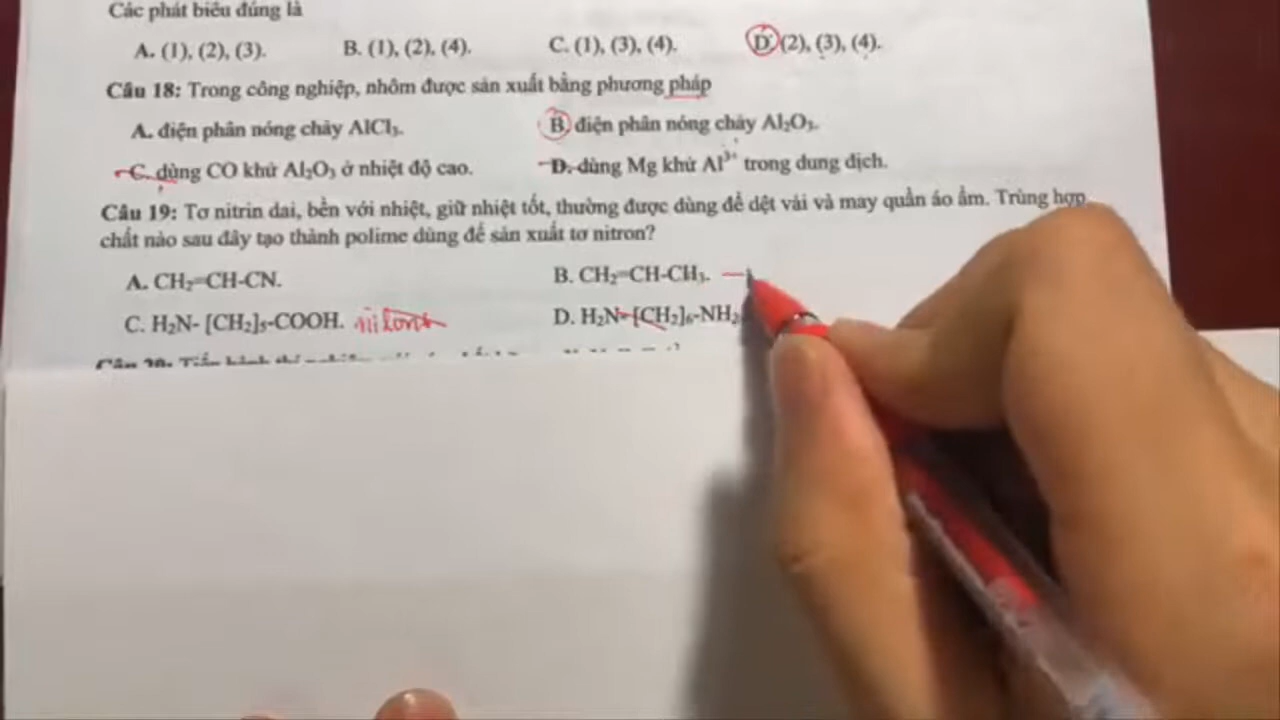 Các phát biểu đúng là
A. (1), (2), (3). B. (1), (2), (4). C. (1), (3), (4). D. (2), (3), (4).
Câu 18: Trong công nghiệp, nhôm được sản xuất bằng phương pháp
A. điện phân nóng chảy AlCl₃. B. điện phân nóng chảy Al₂O₃.
C. dùng CO khử Al₂O₃ ở nhiệt độ cao. D. dùng Mg khử Al³⁺ trong dung dịch.
Câu 19: Tơ nitrin dai, bền với nhiệt, giữ nhiệt tốt, thường được dùng để dệt vải và may quần áo ấm. Trùng hợp
chất nào sau đây tạo thành polime dùng để sản xuất tơ nitron?
A. CH₂=CH-CN. B. CH₂=CH-CH₃.
C. H₂N- [CH₂]₅-COOH. D. H₂N-[CH₂]₆-NH₂